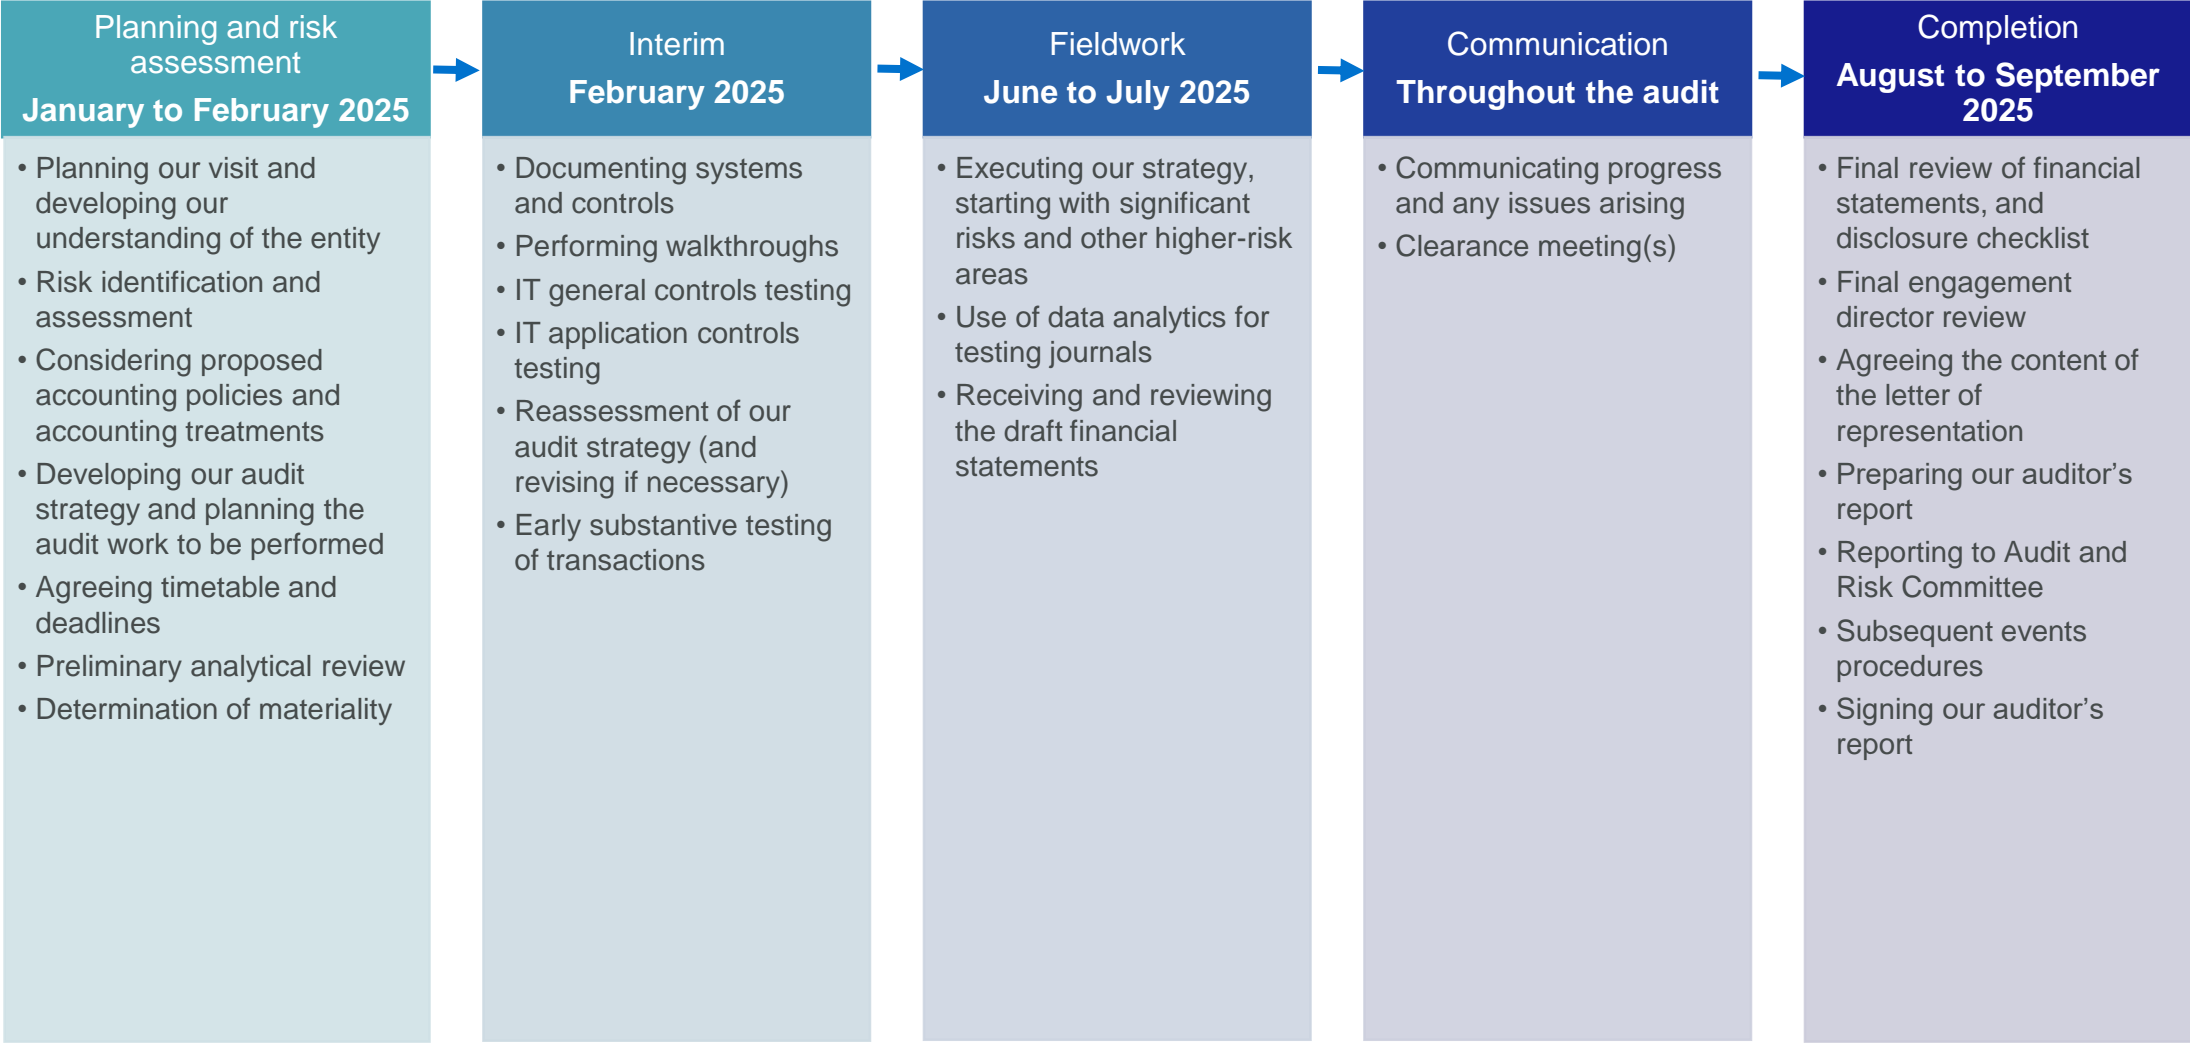 Planning and risk
assessment
January to February 2025
• Planning our visit and
developing our
understanding of the entity
• Risk identification and
assessment
• Considering proposed
accounting policies and
accounting treatments
• Developing our audit
strategy and planning the
audit work to be performed
• Agreeing timetable and
deadlines
• Preliminary analytical review
• Determination of materiality
Interim
February 2025
• Documenting systems
and controls
• Performing walkthroughs
• IT general controls testing
• IT application controls
testing
• Reassessment of our
audit strategy (and
revising if necessary)
• Early substantive testing
of transactions
Fieldwork
June to July 2025
• Executing our strategy,
starting with significant
risks and other higher-risk
areas
• Use of data analytics for
testing journals
• Receiving and reviewing
the draft financial
statements
Communication
Throughout the audit
• Communicating progress
and any issues arising
• Clearance meeting(s)
Completion
August to September
2025
• Final review of financial
statements, and
disclosure checklist
• Final engagement
director review
• Agreeing the content of
the letter of
representation
• Preparing our auditor’s
report
• Reporting to Audit and
Risk Committee
• Subsequent events
procedures
• Signing our auditor’s
report